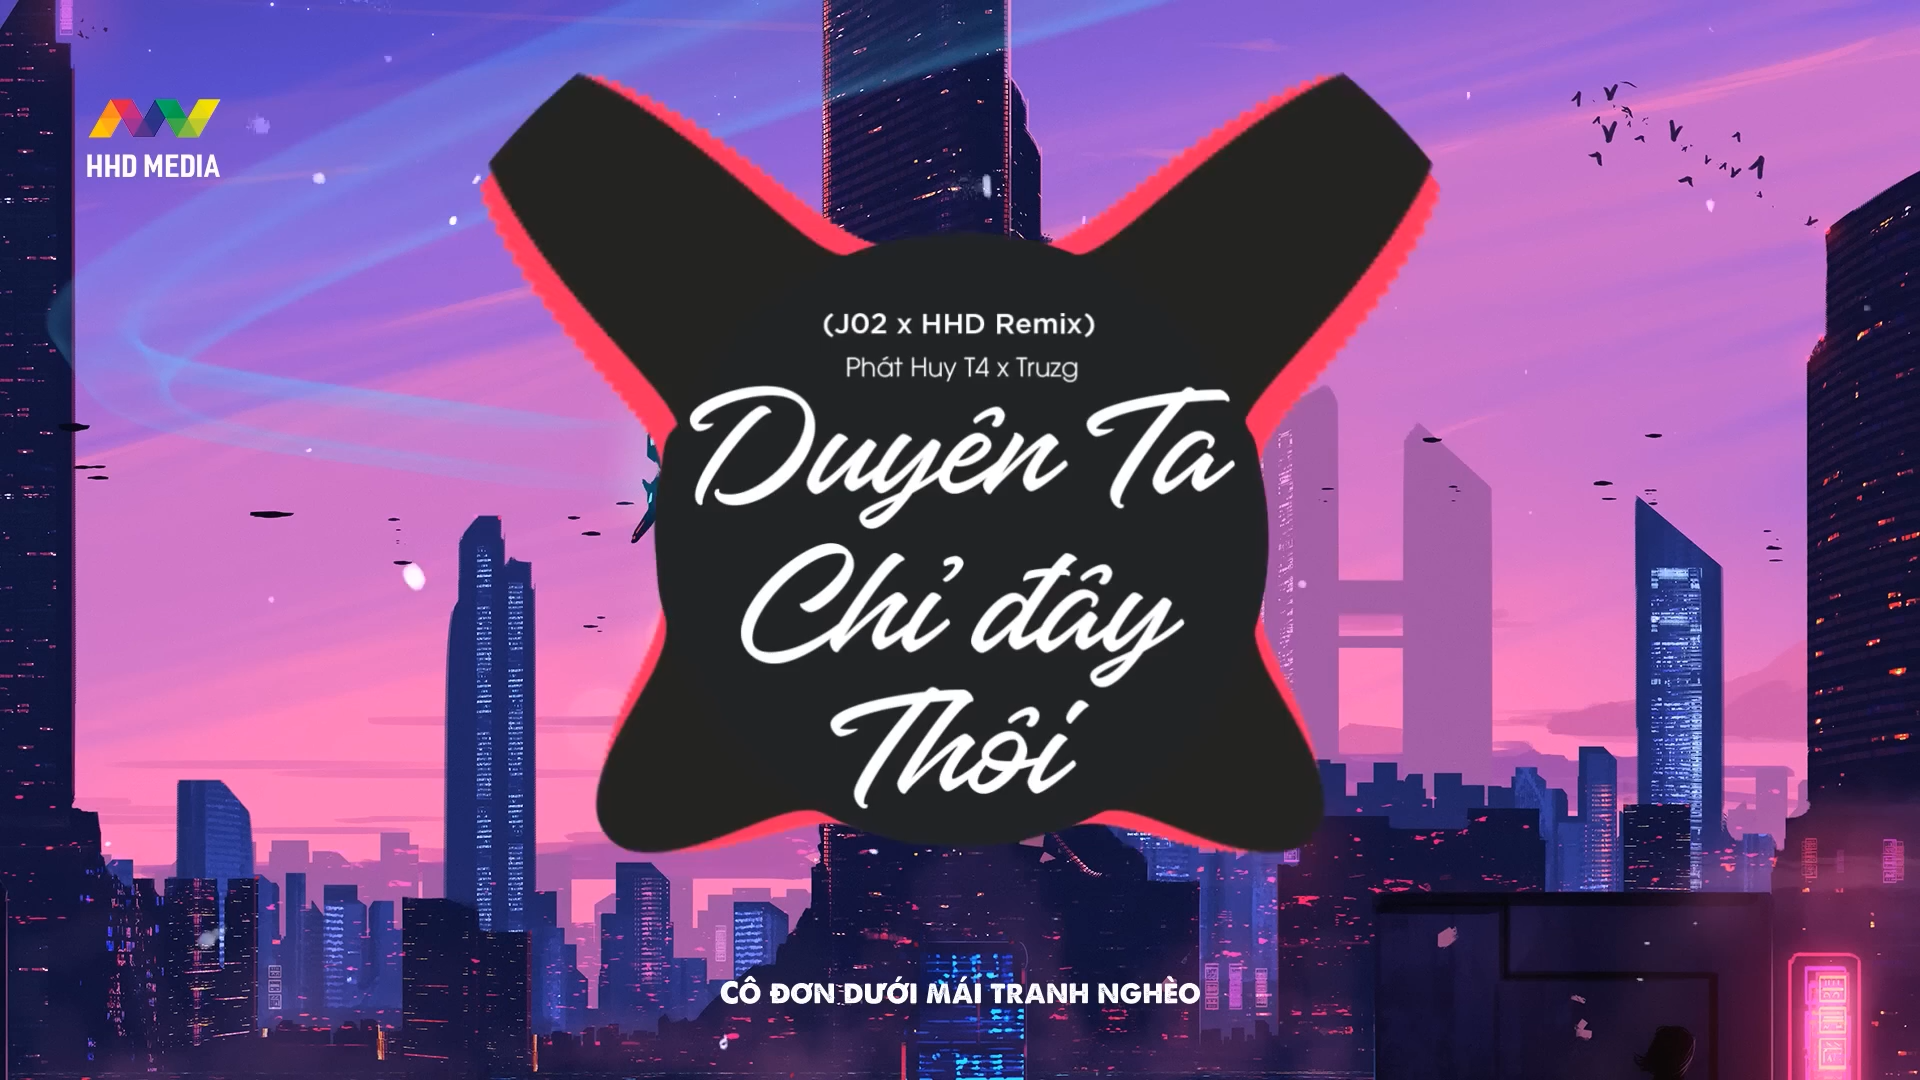 HHD MEDIA
(J02 x HHD Remix)
Phát Huy T4 x Truzg
Duyên Ta
Chỉ đây
Thôi
CÔ ĐƠN DƯỚI MÁI TRANH NGHÈO